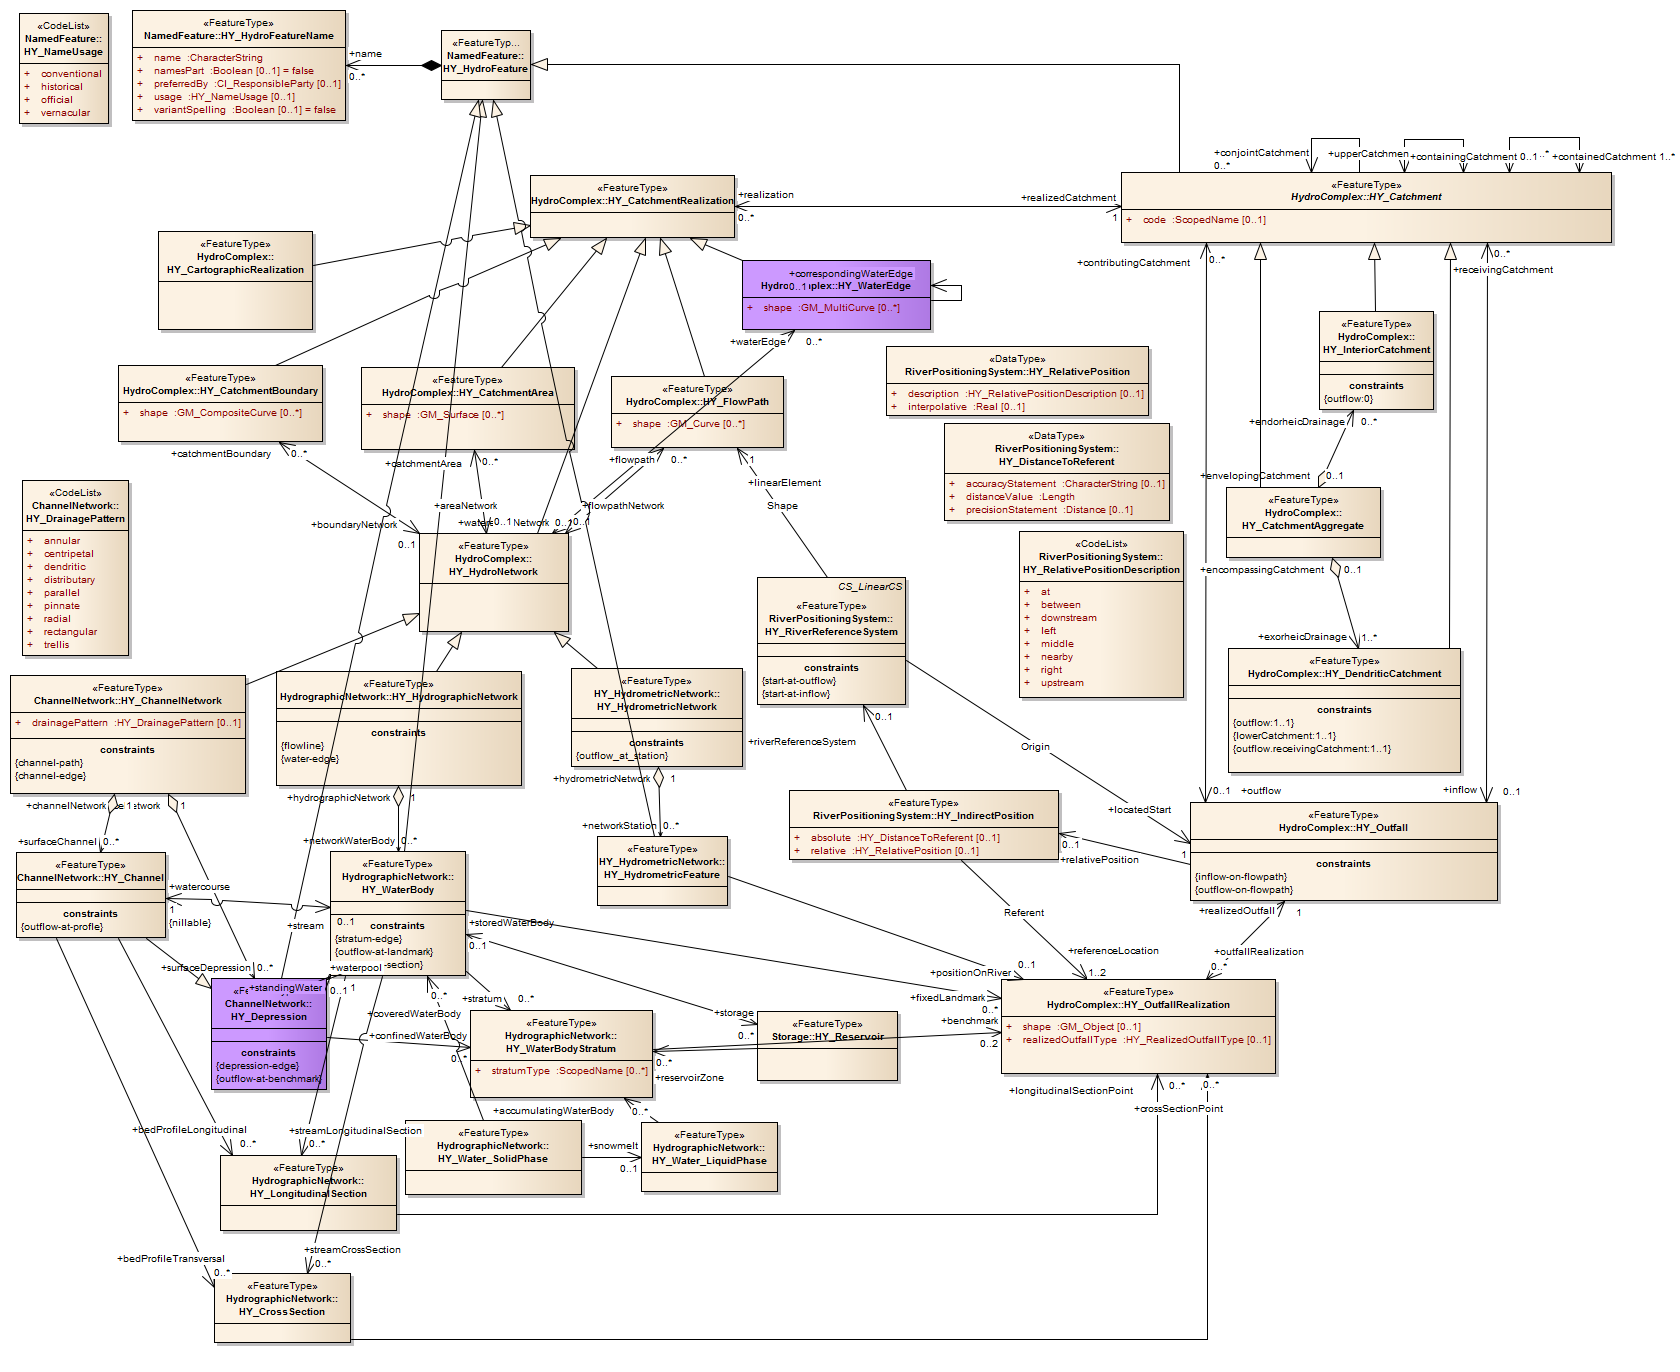 «CodeList»
NamedFeature::
HY_NameUsage
+ conventional
+ historical
+ official
+ vernacular
«FeatureType»
NamedFeature::HY_HydroFeatureName
+ name :CharacterString
+ namesPart :Boolean [0..1] = false
+ preferredBy :CI_ResponsibleParty [0..1]
+ usage :HY_NameUsage [0..1]
+ variantSpelling :Boolean [0..1] = false
+name
0..*
«FeatureTyp...
NamedFeature::
HY_HydroFeature
+conjointCatchment
0..*
+upperCatchmen
+containingCatchment 0..1
..*
+containedCatchment 1..*
«FeatureType»
HydroComplex::HY_Catchment
+ code :ScopedName [0..1]
«FeatureType»
HydroComplex::HY_CatchmentRealization
+realization
0..*
+realizedCatchment
1
«FeatureType»
HydroComplex::
HY_CartographicRealization
+correspondingWaterEdge
Hydro
0..1
plex::HY_WaterEdge
+ shape :GM_MultiCurve [0..*]
+waterEdge
0..*
+contributingCatchment
0..*
0..*
+receivingCatchment
«FeatureType»
HydroComplex::
HY_InteriorCatchment
constraints
{outflow:0}
«FeatureType»
HydroComplex::HY_CatchmentBoundary
+ shape :GM_CompositeCurve [0..*]
«FeatureType»
HydroComplex::HY_CatchmentArea
+ shape :GM_Surface [0..*]
«FeatureType»
HydroComplex::HY_FlowPath
+ shape :GM_Curve [0..*]
«DataType»
RiverPositioningSystem::HY_RelativePosition
+ description :HY_RelativePositionDescription [0..1]
+ interpolative :Real [0..1]
«DataType»
RiverPositioningSystem::
HY_DistanceToReferent
+ accuracyStatement :CharacterString [0..1]
+ distanceValue :Length
+ precisionStatement :Distance [0..1]
+endorheicDrainage
0..*
+envelopingCatchment
0..1
«FeatureType»
HydroComplex::
HY_CatchmentAggregate
+encompassingCatchment
0..1
+exorheicDrainage
1..*
+catchmentBoundary
0..*
+catchmentArea
0..*
+flowpath
0..*
1
+linearElement
Shape
«CodeList»
ChannelNetwork::
HY_DrainagePattern
+ annular
+ centripetal
+ dendritic
+ distributary
+ parallel
+ pinnate
+ radial
+ rectangular
+ trellis
+boundaryNetwork
0..1
+areaNetwork
+water
0..1
Network
0..1
0..1
+flowpathNetwork
«FeatureType»
HydroComplex::
HY_HydroNetwork
«CodeList»
RiverPositioningSystem::
HY_RelativePositionDescription
+ at
+ between
+ downstream
+ left
+ middle
+ nearby
+ right
+ upstream
CS_LinearCS
«FeatureType»
RiverPositioningSystem::
HY_RiverReferenceSystem
constraints
{start-at-outflow}
{start-at-inflow}
«FeatureType»
HydroComplex::HY_DendriticCatchment
constraints
{outflow:1..1}
{lowerCatchment:1..1}
{outflow.receivingCatchment:1..1}
«FeatureType»
ChannelNetwork::HY_ChannelNetwork
+ drainagePattern :HY_DrainagePattern [0..1]
constraints
{channel-path}
{channel-edge}
«FeatureType»
HydrographicNetwork::HY_HydrographicNetwork
constraints
{flowline}
{water-edge}
«FeatureType»
HY_HydrometricNetwork::
HY_HydrometricNetwork
constraints
{outflow_at_station}
0..1
+riverReferenceSystem
Origin
+hydrometricNetwork
1
+hydrographicNetwork
1
+channelNetwork
1
etwork
1
+surfaceChannel
0..*
+networkWaterBody
0..*
+networkStation
0..*
«FeatureType»
RiverPositioningSystem::HY_IndirectPosition
+ absolute :HY_DistanceToReferent [0..1]
+ relative :HY_RelativePosition [0..1]
+locatedStart
1
0..1
+relativePosition
0..1
+outflow
+inflow
0..1
«FeatureType»
HydroComplex::HY_Outfall
constraints
{inflow-on-flowpath}
{outflow-on-flowpath}
«FeatureType»
ChannelNetwork::HY_Channel
constraints
{outflow-at-profile}
+watercourse
1
{nillable}
+stream
0..1
«FeatureType»
HydrographicNetwork::
HY_WaterBody
constraints
{stratum-edge}
{outflow-at-landmark}
-section}
«FeatureType»
HY_HydrometricNetwork::
HY_HydrometricFeature
+storedWaterBody
0..1
Referent
+referenceLocation
1..2
+realizedOutfall
1
+outfallRealization
0..*
+surfaceDepression
0..*
+waterpool
+standingWater
0..1
1
ChannelNetwork::
HY_Depression
constraints
{depression-edge}
{outflow-at-benchmark}
0..*
+coveredWaterBody
+confinedWaterBody
0..*
+stratum
0..*
«FeatureType»
HydrographicNetwork::
HY_WaterBodyStratum
+ stratumType :ScopedName [0..*]
+storage
0..*
«FeatureType»
Storage::HY_Reservoir
0..*
+reservoirZone
+positionOnRiver
0..1
+fixedLandmark
0..*
+benchmark
0..2
«FeatureType»
HydroComplex::HY_OutfallRealization
+ shape :GM_Object [0..1]
+ realizedOutfallType :HY_RealizedOutfallType [0..1]
+longitudinalSectionPoint
0..*
0..*
+crossSectionPoint
+accumulatingWaterBody
0..*
«FeatureType»
HydrographicNetwork::
HY_Water_SolidPhase
+snowmelt
0..1
«FeatureType»
HydrographicNetwork::
HY_Water_LiquidPhase
+bedProfileLongitudinal
0..*
+streamLongitudinalSection
0..*
«FeatureType»
HydrographicNetwork::
HY_LongitudinalSection
+bedProfileTransversal
0..*
+streamCrossSection
0..*
«FeatureType»
HydrographicNetwork::
HY_CrossSection